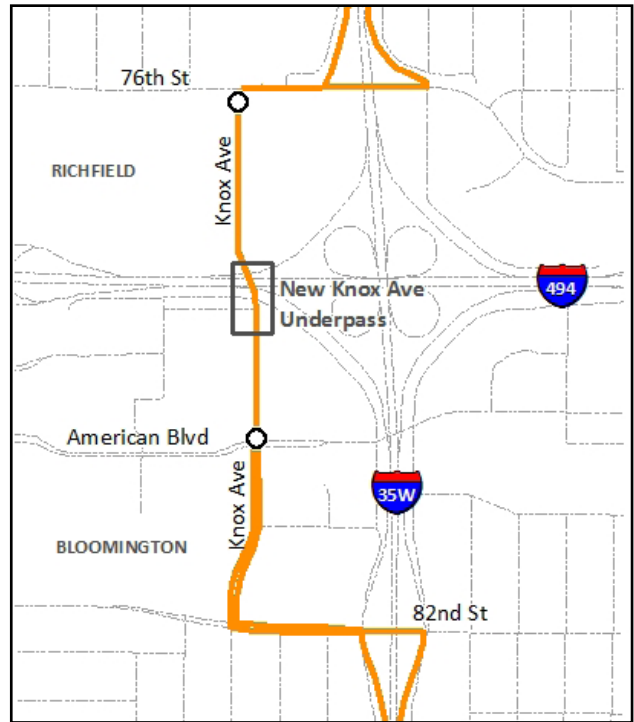 76th St
Knox Ave
RICHFIELD
New Knox Ave
Underpass
494
American Blvd
35W
Knox Ave
BLOOMINGTON
82nd St